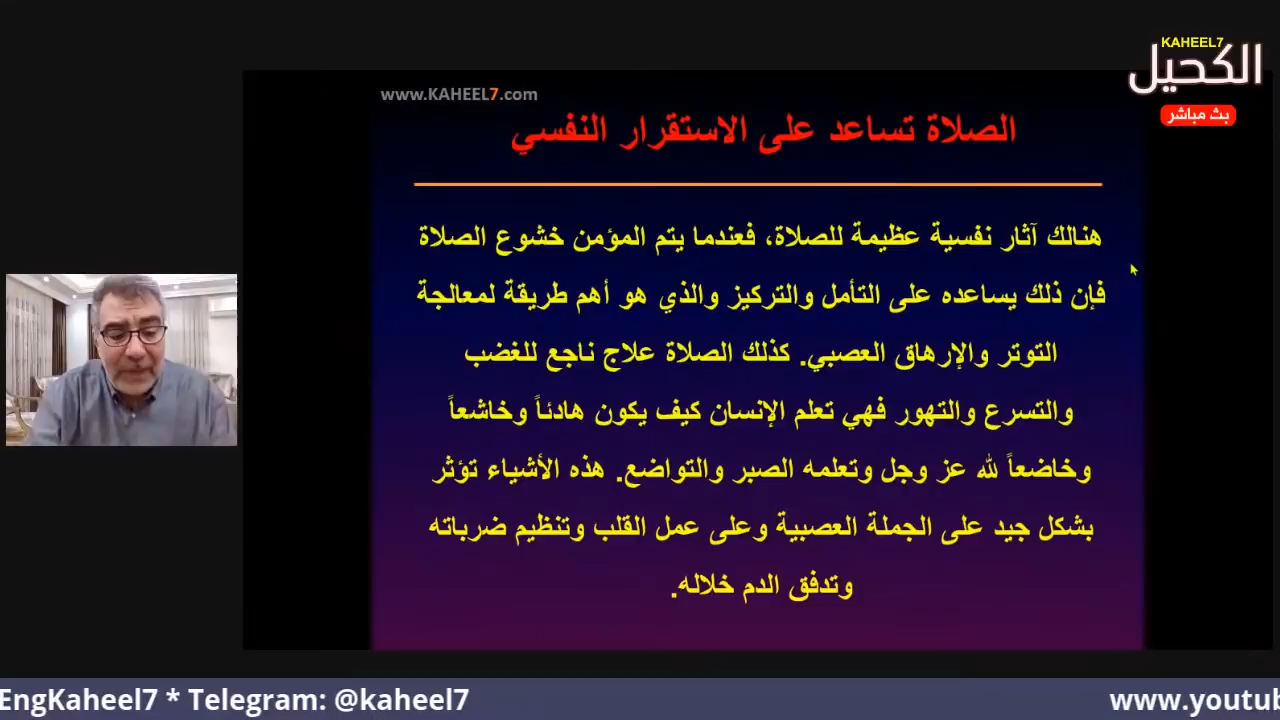 KAHEEL7
الكحيل
بث مباشر
www.KAHEEL7.com
الصلاة تساعد على الاستقرار النفسي
هنالك آثار نفسية عظيمة للصلاة، فعندما يتم المؤمن خشوع الصلاة
فإن ذلك يساعده على التأمل والتركيز والذي هو أهم طريقة لمعالجة
التوتر والإرهاق العصبي. كذلك الصلاة علاج ناجع للغضب
والتسرع والتهور فهي تعلم الإنسان كيف يكون هادئاً وخاشعاً
وخاضعاً لله عز وجل وتعلمه الصبر والتواضع. هذه الأشياء تؤثر
بشكل جيد على الجملة العصبية وعلى عمل القلب وتنظيم ضرباته
وتدفق الدم خلاله.
EngKaheel7 * Telegram: @kaheel7 www.youtub